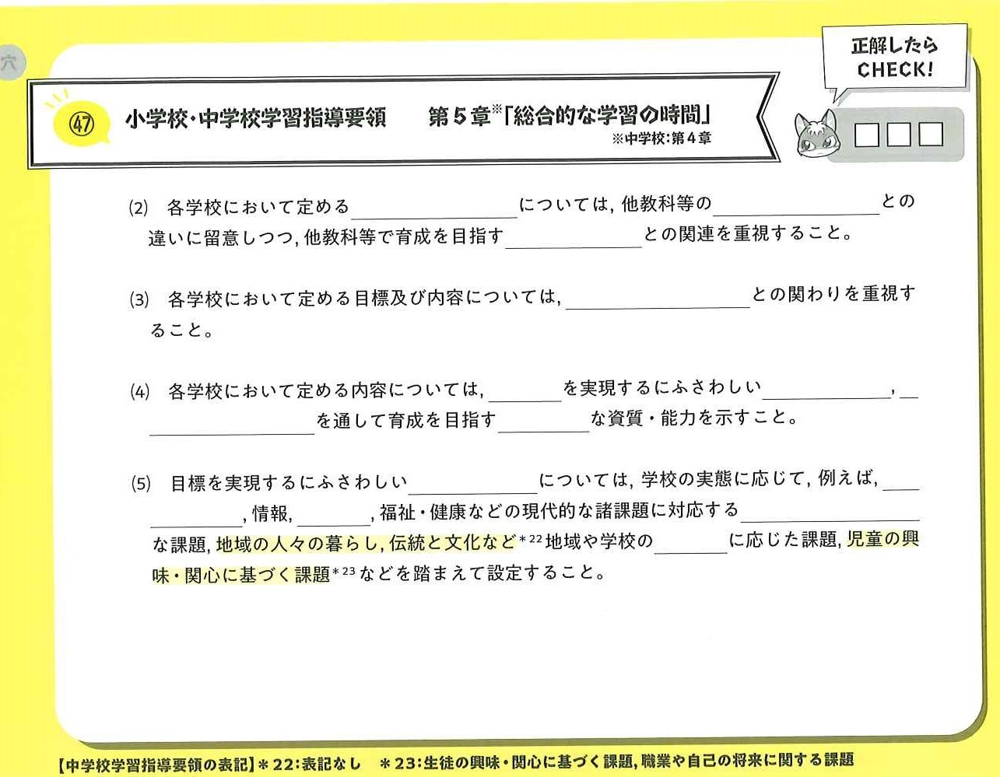 穴
正解したら
CHECK!
㊼ 小学校・中学校学習指導要領 第5章※「総合的な学習の時間」
※中学校:第4章
(2) 各学校において定める＿＿＿＿については, 他教科等の＿＿＿＿との
違いに留意しつつ, 他教科等で育成を目指す＿＿＿＿との関連を重視すること。
(3) 各学校において定める目標及び内容については, ＿＿＿＿との関わりを重視す
ること。
(4) 各学校において定める内容については, ＿＿＿＿を実現するにふさわしい＿＿＿＿, ＿
＿＿＿＿を通して育成を目指す＿＿＿＿な資質・能力を示すこと。
(5) 目標を実現するにふさわしい＿＿＿＿については, 学校の実態に応じて, 例えば, ＿＿
＿＿＿＿, 情報, ＿＿＿＿, 福祉・健康などの現代的な諸課題に対応する＿＿＿＿
な課題, 地域の人々の暮らし, 伝統と文化など*22地域や学校の＿＿＿＿に応じた課題, 児童の興
味・関心に基づく課題*23などを踏まえて設定すること。
【中学校学習指導要領の表記】*22:表記なし *23:生徒の興味・関心に基づく課題, 職業や自己の将来に関する課題